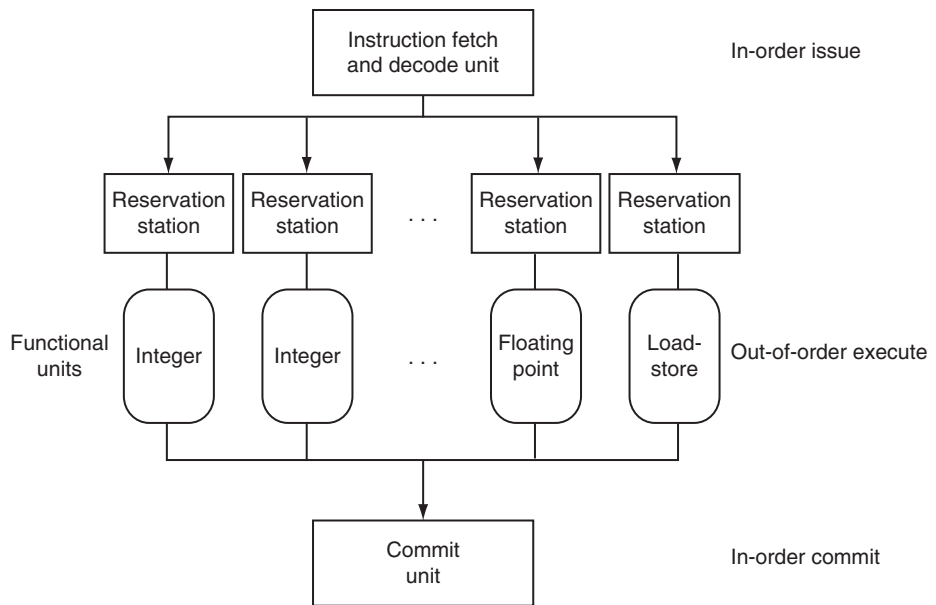 Instruction fetch
and decode unit
In-order issue
Reservation
station
Reservation
station
. . .
Reservation
station
Reservation
station
Functional
units
Integer
Integer
. . .
Floating
point
Load-
store
Out-of-order execute
Commit
unit
In-order commit